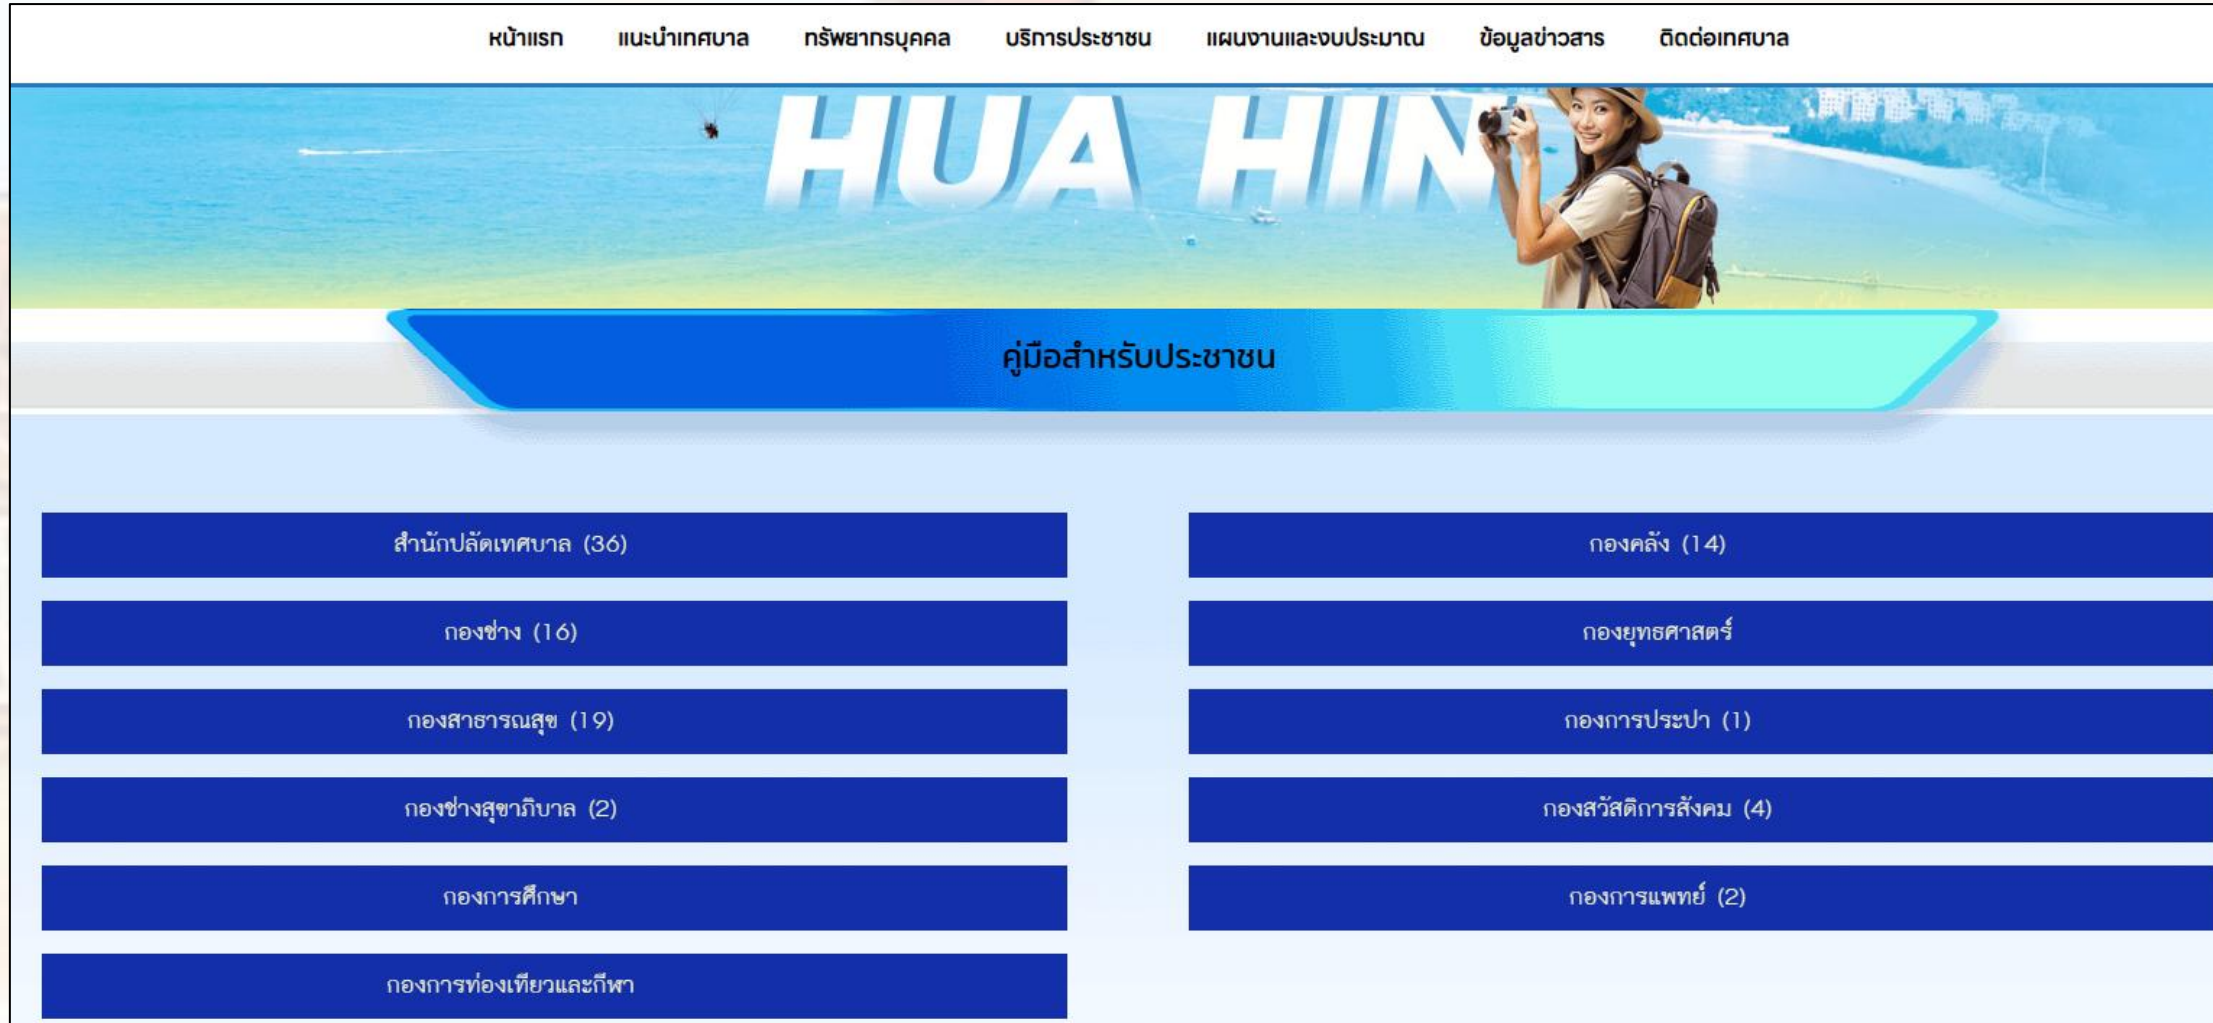 หน้าแรก แนะนำเทศบาล ทรัพยากรบุคคล บริการประชาชน แผนงานและงบประมาณ ข้อมูลข่าวสาร ติดต่อเทศบาล
HUA HIN
คู่มือสำหรับประชาชน
สำนักปลัดเทศบาล (36) กองคลัง (14)
กองช่าง (16) กองยุทธศาสตร์
กองสาธารณสุข (19) กองการประปา (1)
กองช่างสุขาภิบาล (2) กองสวัสดิการสังคม (4)
กองการศึกษา กองการแพทย์ (2)
กองการท่องเที่ยวและกีฬา